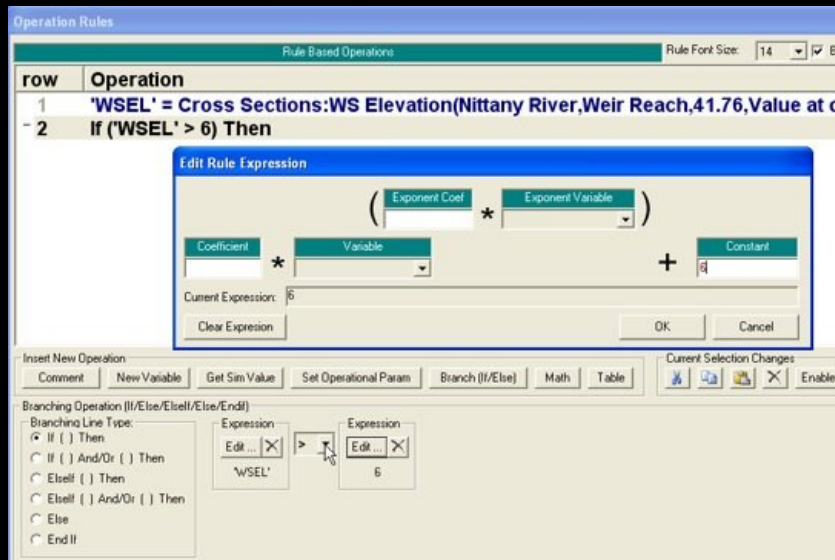 Operation Rules
Rule Based Operations
Rule Font Size: 14
row Operation
1 'WSEL' = Cross Sections:WS Elevation(Nittany River,Weir Reach,41.76,Value at
2 If ('WSEL' > 6) Then
Edit Rule Expression
Exponent Coef Exponent Variable
( * )
Coefficient Variable Constant
* + 6
Current Expression: 6
Clear Expresion OK Cancel
Insert New Operation Current Selection Changes
Comment New Variable Get Sim Value Set Operational Param Branch (If/Else) Math Table Enable
Branching Operation (If/Else/ElseIf/Else/Endif)
Branching Line Type: Expression Expression
If ( ) Then Edit ... > Edit ...
If ( ) And/Or ( ) Then 'WSEL' 6
ElseIf ( ) Then
ElseIf ( ) And/Or ( ) Then
Else
End If